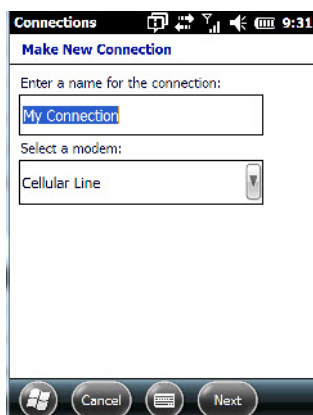 Connections 9:31
Make New Connection
Enter a name for the connection:
My Connection
Select a modem:
Cellular Line
Cancel Next